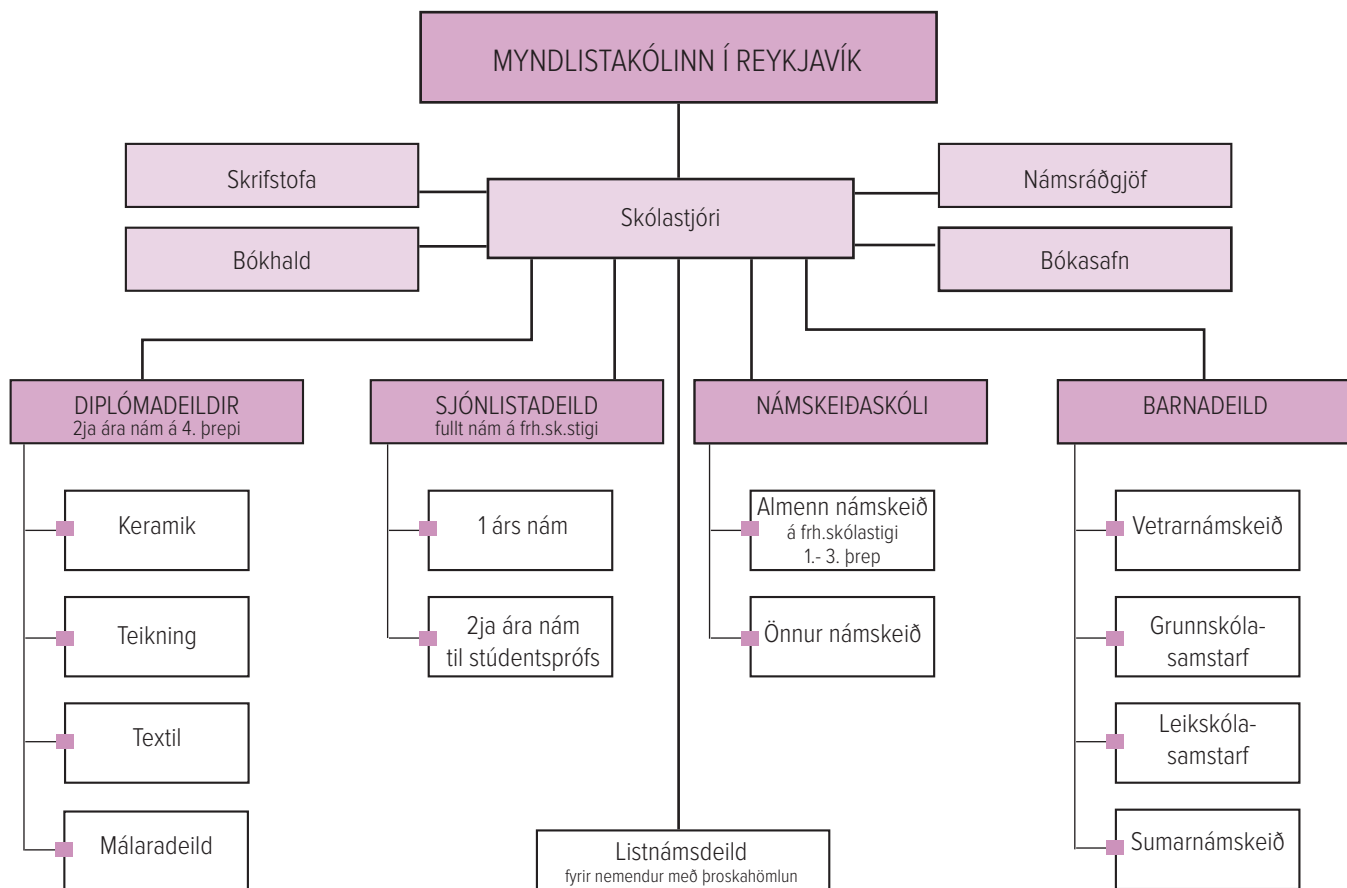 MYNDLISTAKÓLINN Í REYKJAVÍK
Skrifstofa
Námsráðgjöf
Skólastjóri
Bókhald
Bókasafn
DIPLÓMADEILDIR
2ja ára nám á 4. þrepi
Keramik
Teikning
Textil
Málaradeild
SJÓNLISTADEILD
fullt nám á frh.sk.stigi
1 árs nám
2ja ára nám
til stúdentsprófs
Listnámsdeild
fyrir nemendur með þroskahömlun
NÁMSKEIÐASKÓLI
Almenn námskeið
á frh.skólastigi
1.- 3. þrep
Önnur námskeið
BARNADEILD
Vetrarnámskeið
Grunnskóla-
samstarf
Leikskóla-
samstarf
Sumarnámskeið